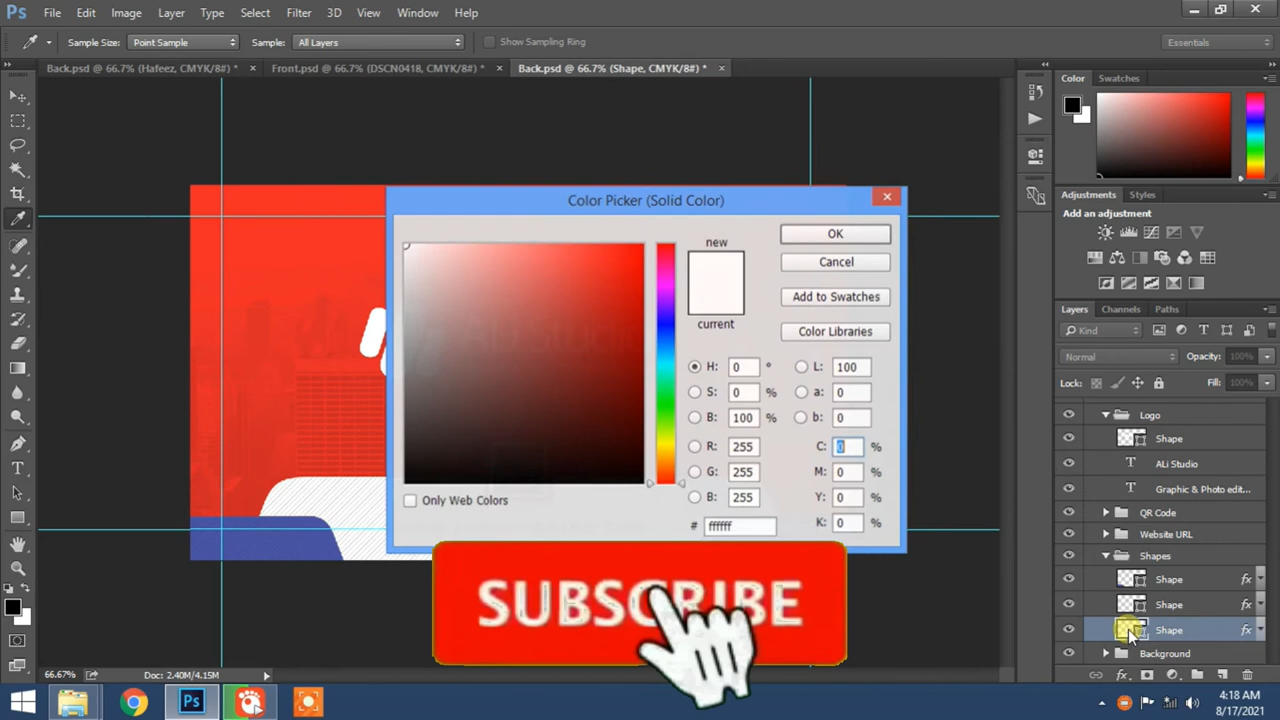 Ps File Edit Image Layer Type Select Filter 3D View Window Help
Sample Size: Point Sample Sample: All Layers Show Sampling Ring Essentials
Back.psd @ 66.7% (Hafeez, CMYK/8#) * × Front.psd @ 66.7% (DSCN0418, CMYK/8#) * × Back.psd @ 66.7% (Shape, CMYK/8#) * ×
Color Swatches
Adjustments Styles
Add an adjustment
Color Picker (Solid Color)
new
current
OK
Cancel
Add to Swatches
Color Libraries
H: 0 ° L: 100
S: 0 % a: 0
B: 100 % b: 0
R: 255 C: 0 %
G: 255 M: 0 %
B: 255 Y: 0 %
# ffffff K: 0 %
Only Web Colors
Layers Channels Paths
Kind
Normal Opacity: 100%
Lock: Fill: 100%
Logo
Shape
T ALi Studio
T Graphic & Photo edit...
QR Code
Website URL
Shapes
Shape fx
Shape fx
Shape fx
Background
SUBSCRIBE
66.67% Doc: 2.40M/4.15M
Ps
4:18 AM
8/17/2021